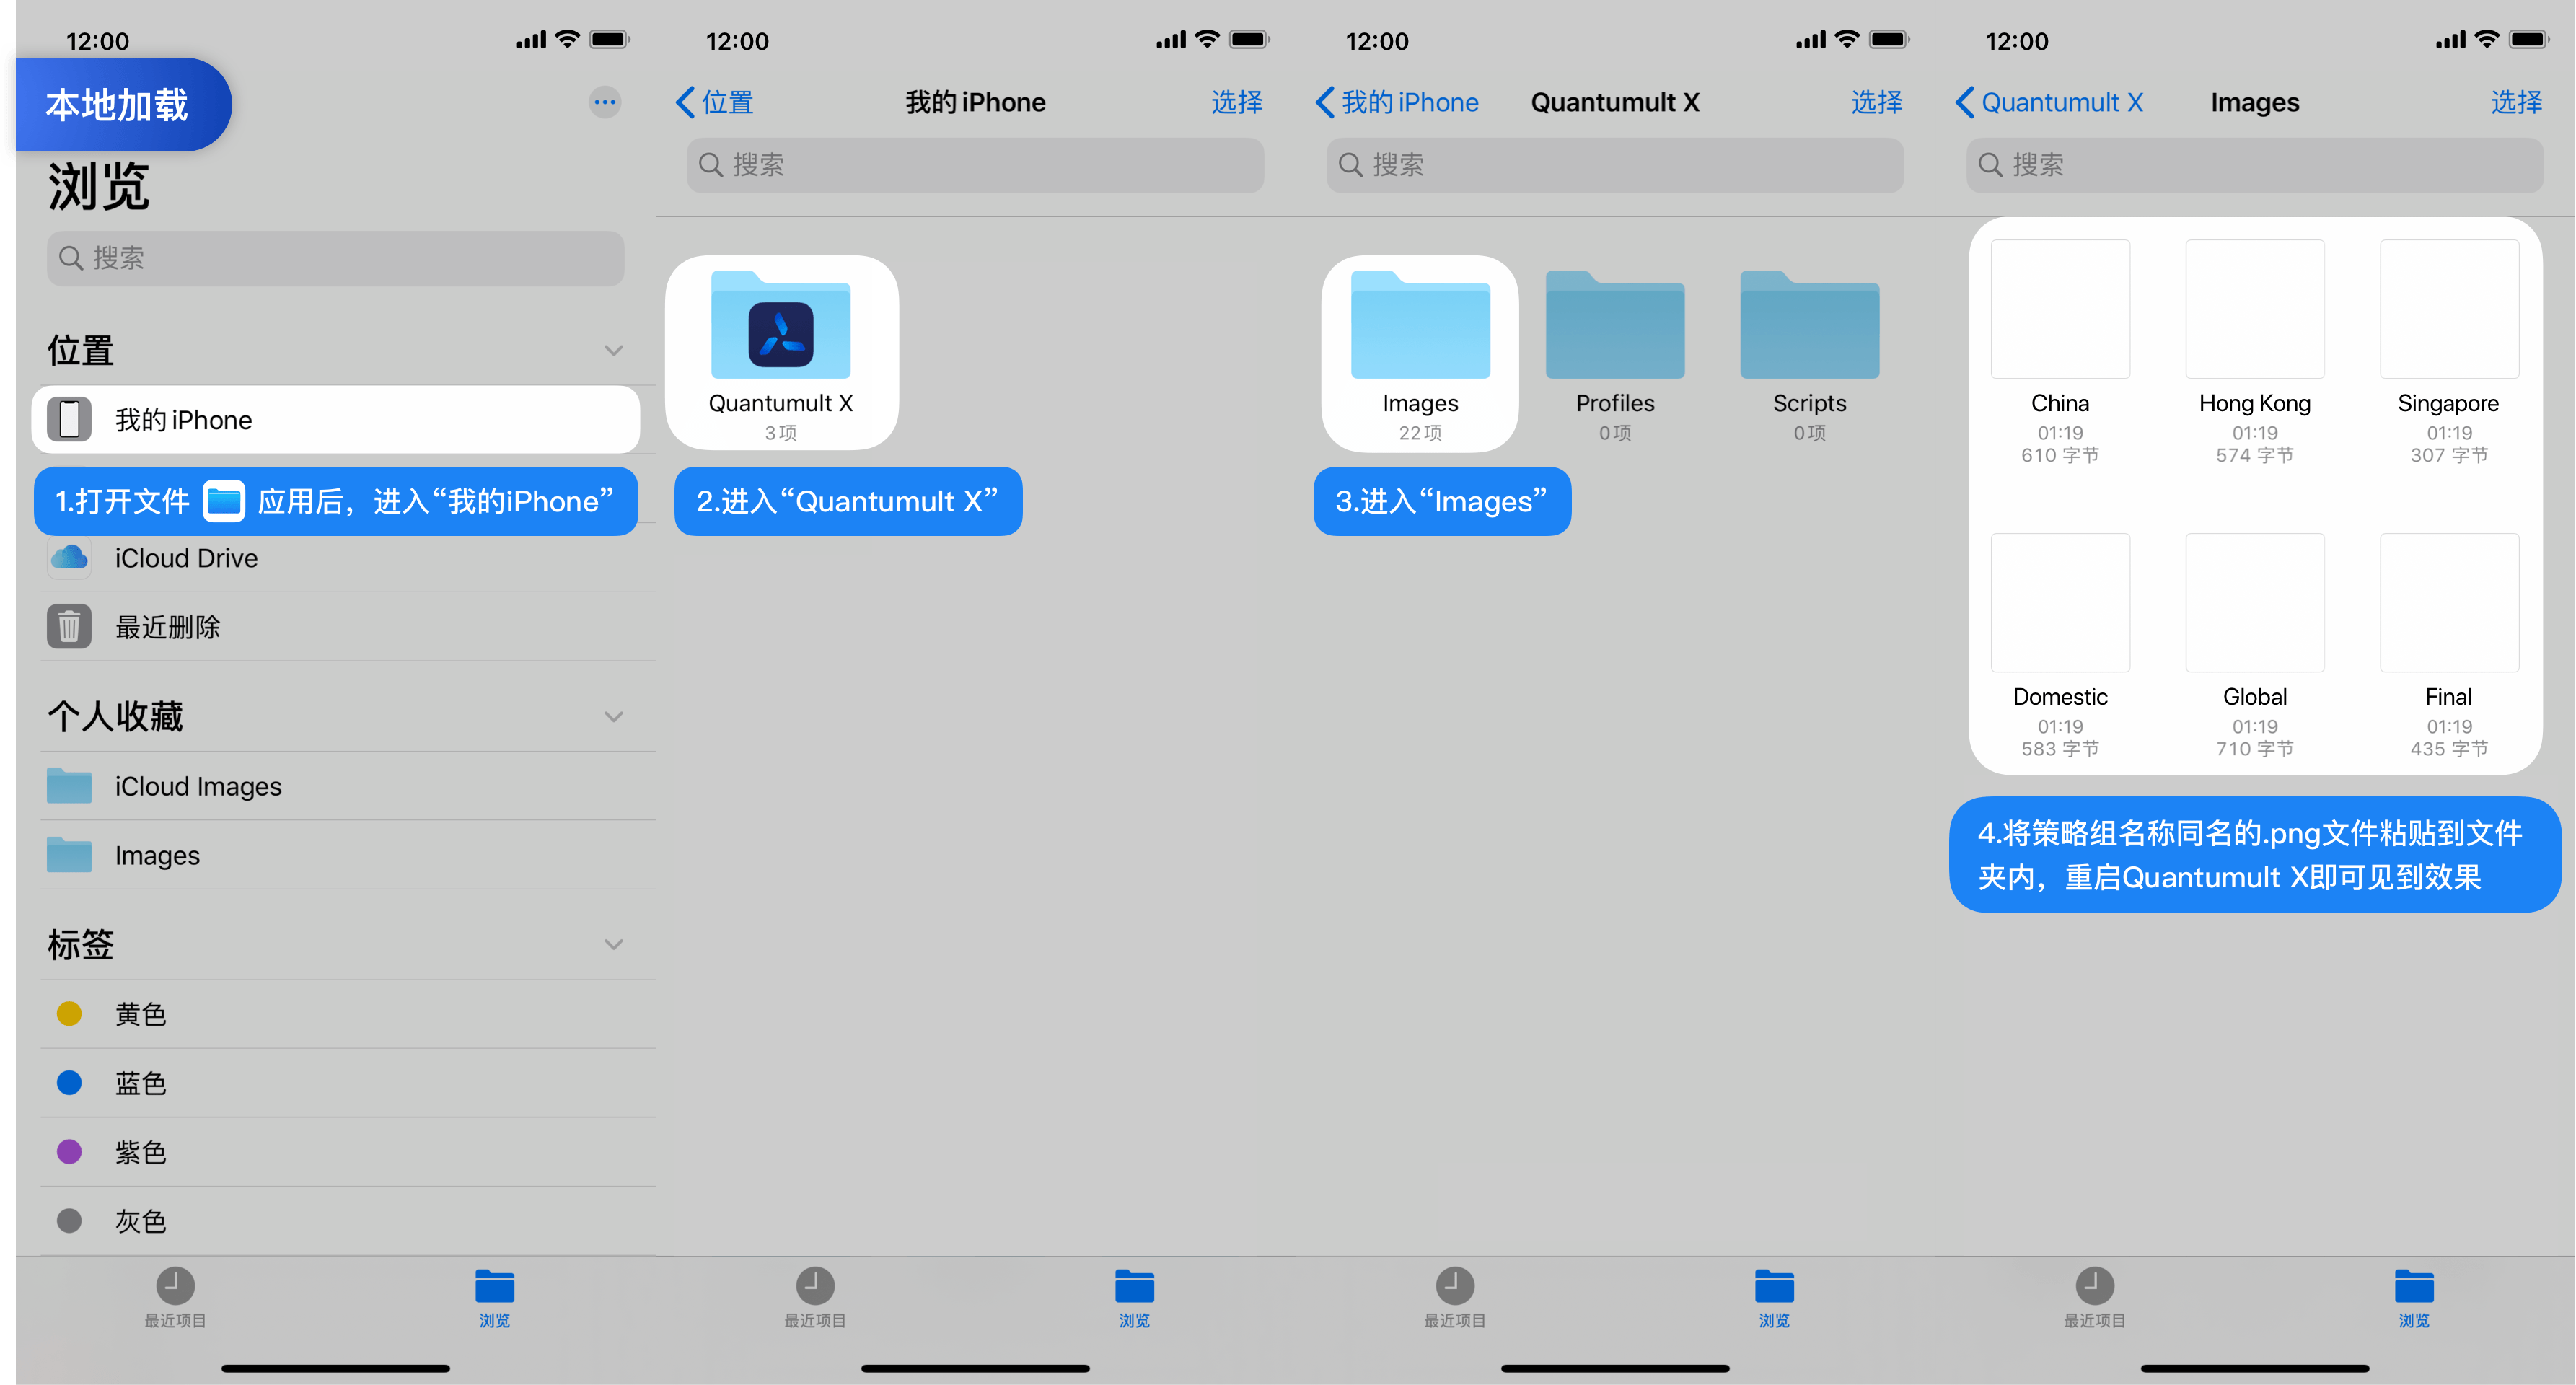 12:00
本地加载
浏览
搜索
位置
我的 iPhone
1.打开文件 应用后，进入“我的iPhone”
iCloud Drive
最近删除
个人收藏
iCloud Images
Images
标签
黄色
蓝色
紫色
灰色
最近项目 浏览
12:00
位置 我的 iPhone 选择
搜索
Quantumult X
3 项
2.进入“Quantumult X”
最近项目 浏览
12:00
我的 iPhone Quantumult X 选择
搜索
Images Profiles Scripts
22 项 0 项 0 项
3.进入“Images”
最近项目 浏览
12:00
Quantumult X Images 选择
搜索
China Hong Kong Singapore
01:19 01:19 01:19
610 字节 574 字节 307 字节
Domestic Global Final
01:19 01:19 01:19
583 字节 710 字节 435 字节
4.将策略组名称同名的.png文件粘贴到文件
夹内，重启Quantumult X即可见到效果
最近项目 浏览